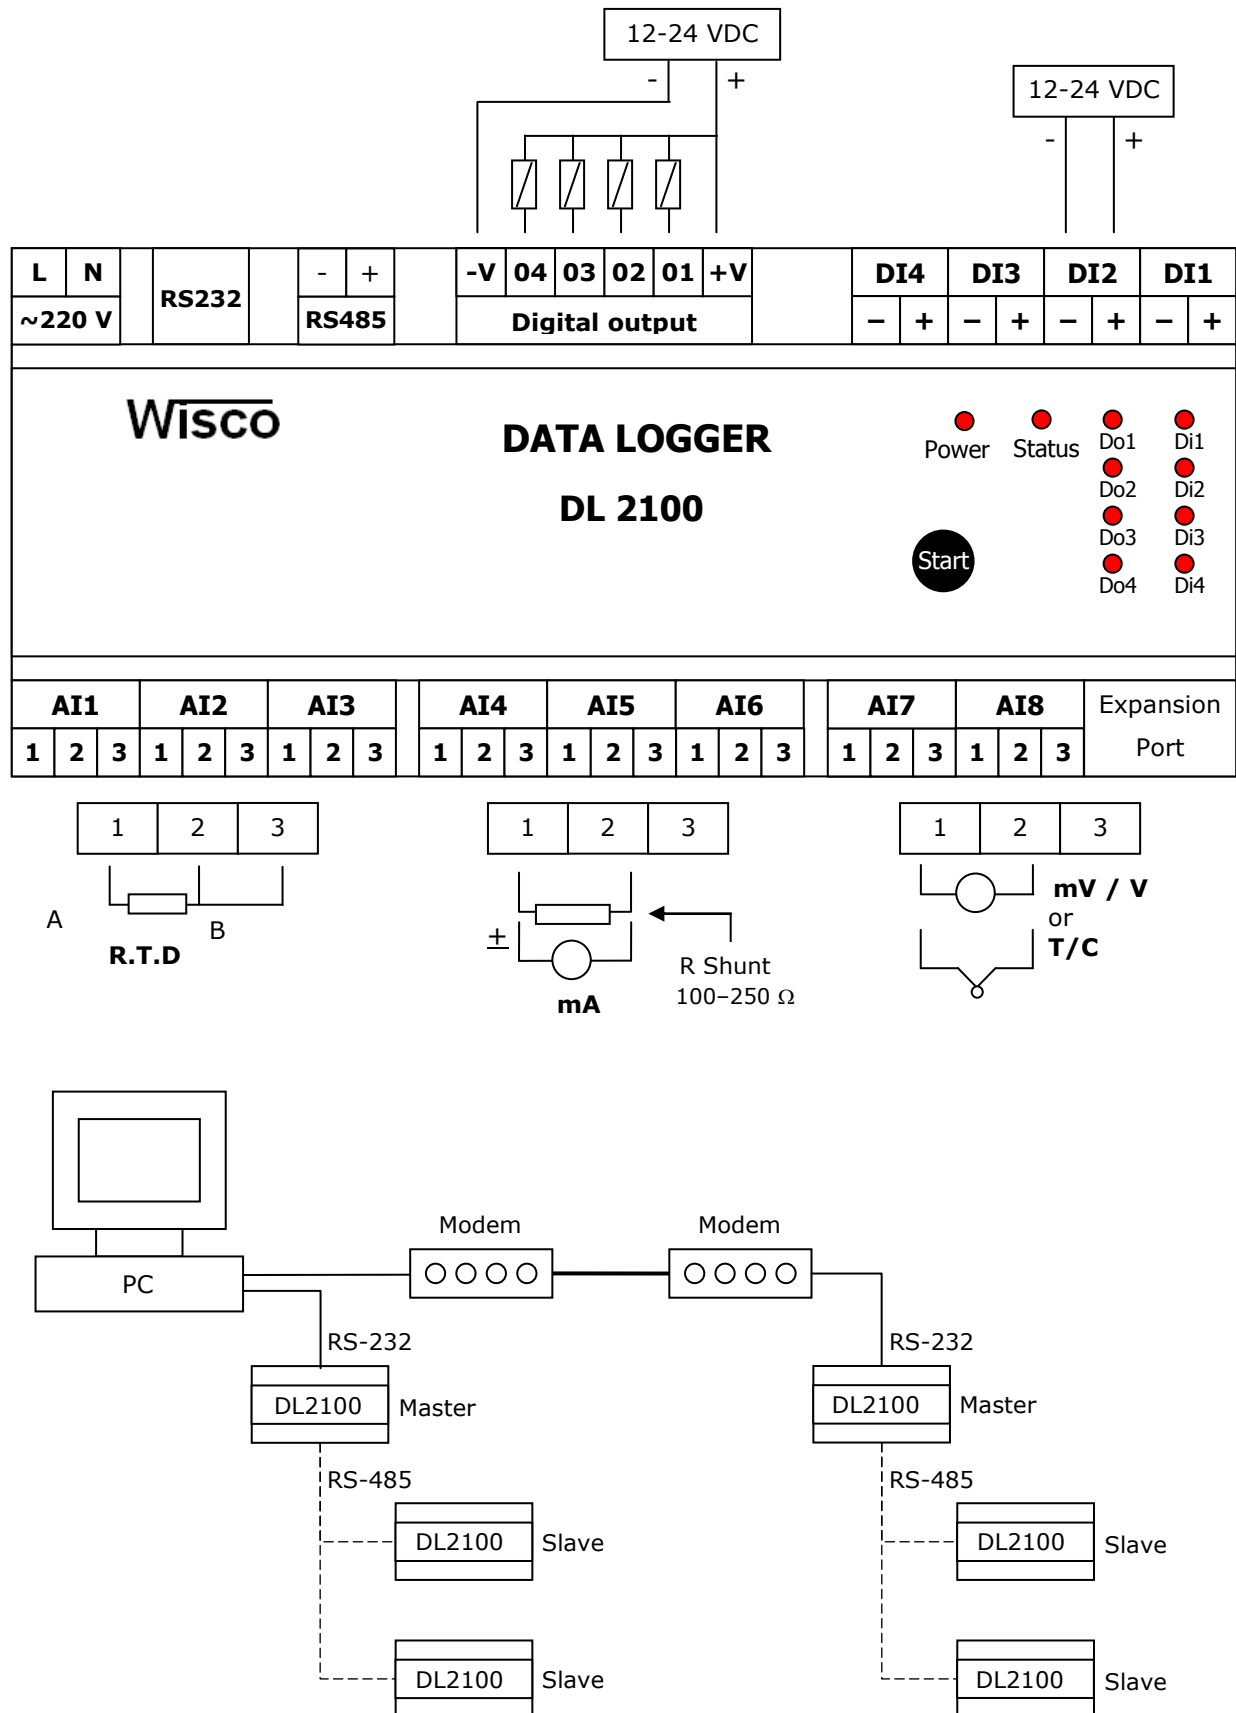 12-24 VDC
- +
12-24 VDC
- +
L N
~220 V
RS232
- +
RS485
-V 04 03 02 01 +V
Digital output
DI4 DI3 DI2 DI1
– + – + – + – +
Wisco
DATA LOGGER
DL 2100
Power Status Do1 Di1
Do2 Di2
Do3 Di3
Do4 Di4
Start
AI1 AI2 AI3 AI4 AI5 AI6 AI7 AI8
1 2 3 1 2 3 1 2 3 1 2 3 1 2 3 1 2 3 1 2 3 1 2 3
Expansion
Port
1 2 3
A
B
R.T.D
1 2 3
±
mA
R Shunt
100–250 Ω
1 2 3
mV / V
or
T/C
PC
Modem Modem
RS-232 RS-232
DL2100 Master
DL2100 Master
RS-485 RS-485
DL2100 Slave
DL2100 Slave
DL2100 Slave
DL2100 Slave